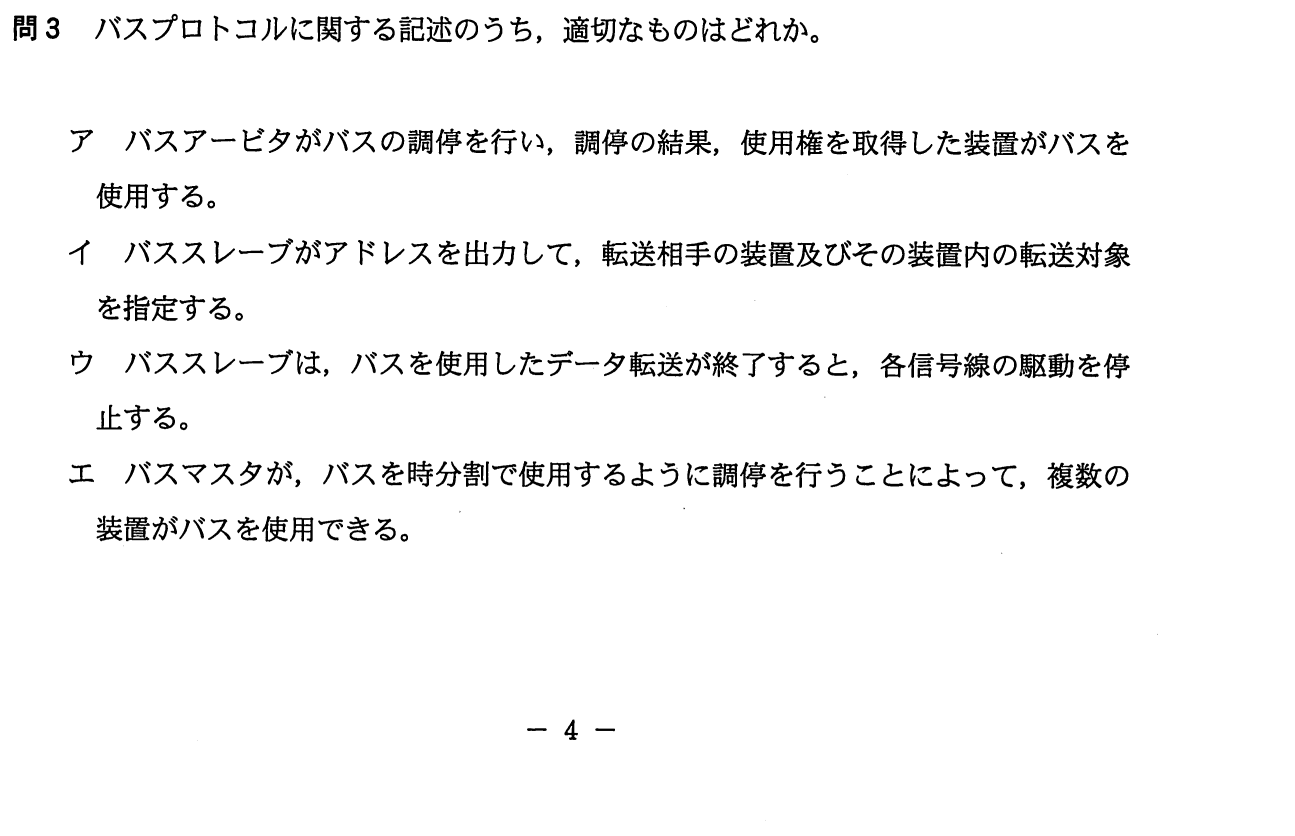 問3 バスプロトコルに関する記述のうち，適切なものはどれか。
ア バスアービタがバスの調停を行い，調停の結果，使用権を取得した装置がバスを
使用する。
イ バススレーブがアドレスを出力して，転送相手の装置及びその装置内の転送対象
を指定する。
ウ バススレーブは，バスを使用したデータ転送が終了すると，各信号線の駆動を停
止する。
エ バスマスタが，バスを時分割で使用するように調停を行うことによって，複数の
装置がバスを使用できる。
－ 4 －